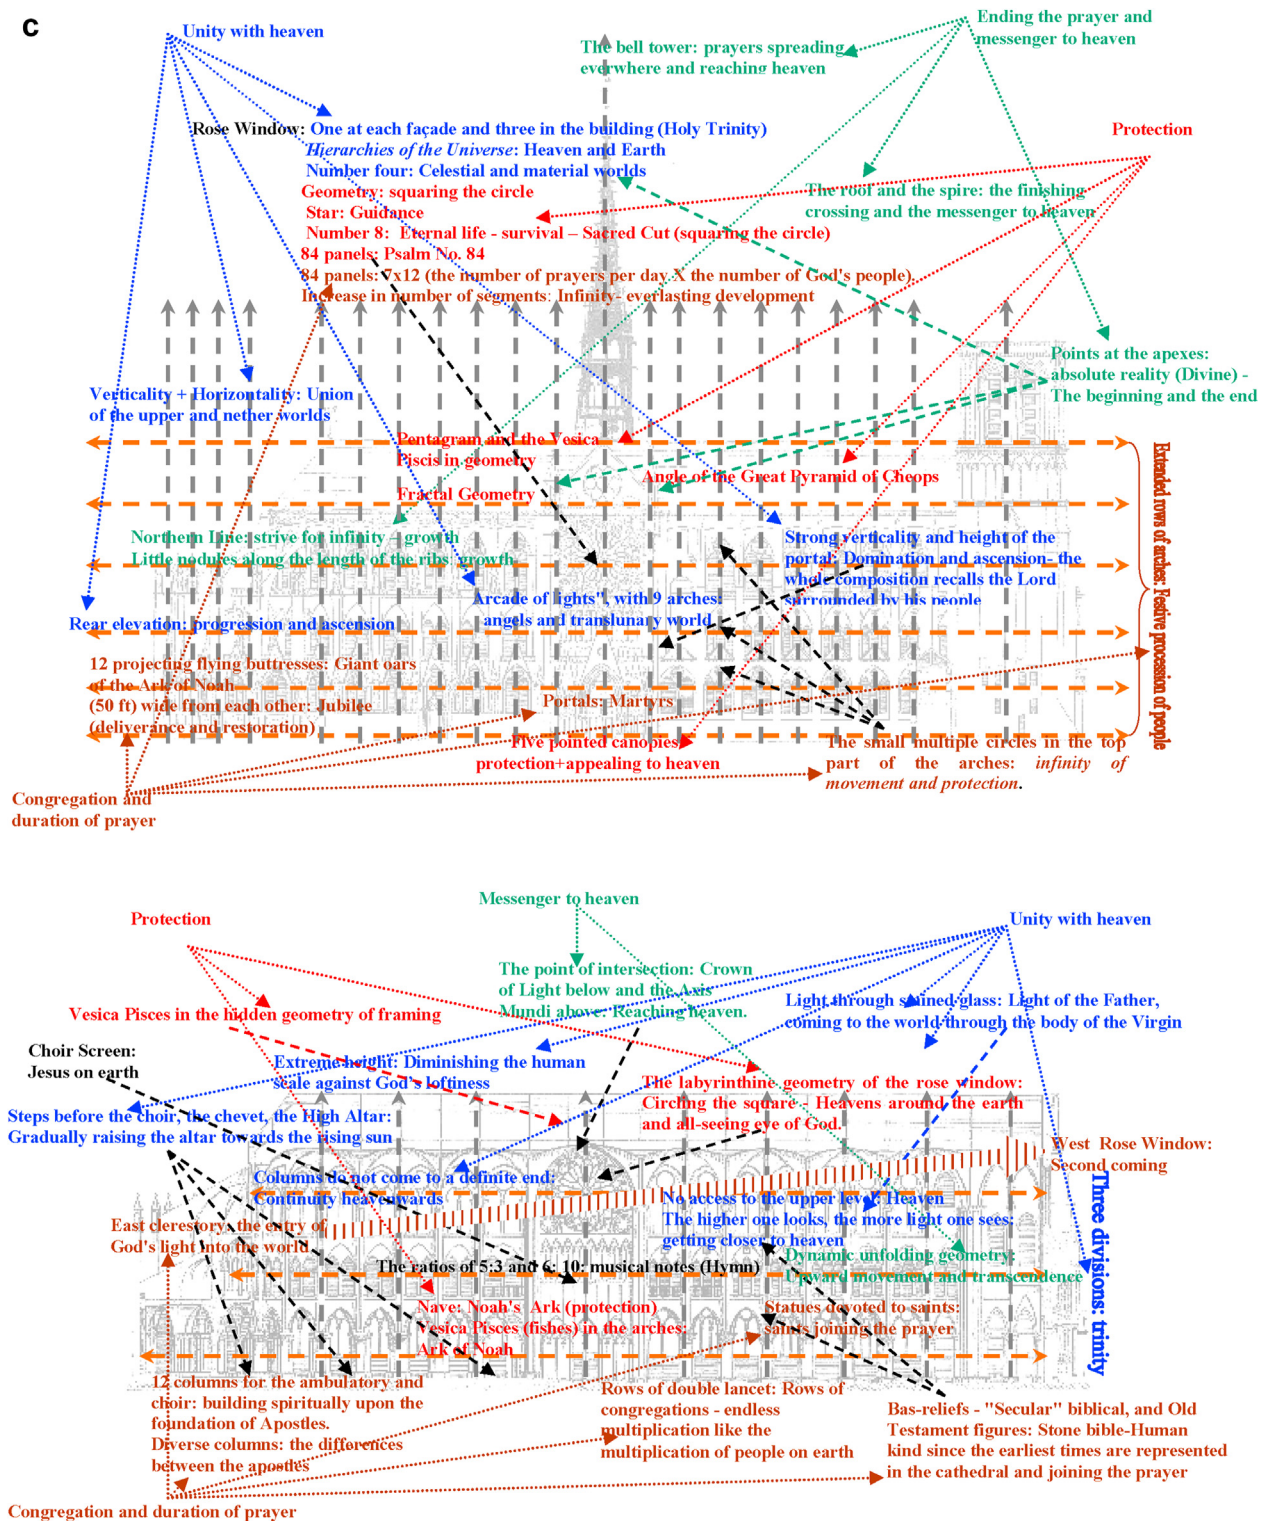 c
Unity with heaven
Ending the prayer and
messenger to heaven
The bell tower: prayers spreading
everwhere and reaching heaven
Protection
Rose Window: One at each façade and three in the building (Holy Trinity)
Hierarchies of the Universe: Heaven and Earth
Number four: Celestial and material worlds
Geometry: squaring the circle
Star: Guidance
Number 8: Eternal life - survival – Sacred Cut (squaring the circle)
84 panels: Psalm No. 84
84 panels: 7x12 (the number of prayers per day X the number of God's people)
Increase in number of segments: Infinity- everlasting development
The roof and the spire: the finishing
crossing and the messenger to heaven
Points at the apexes:
absolute reality (Divine) -
The beginning and the end
Verticality + Horizontality: Union
of the upper and nether worlds
Pentagram and the Vesica
Piscis in geometry
Fractal Geometry
Angle of the Great Pyramid of Cheops
Northern Line: strive for infinity – growth
Little nodules along the length of the ribs: growth
Strong verticality and height of the
portal: Domination and ascension- the
whole composition recalls the Lord
surrounded by his people
Arcade of lights", with 9 arches:
angels and translunary world
Rear elevation: progression and ascension
12 projecting flying buttresses: Giant oars
of the Ark of Noah
(50 ft) wide from each other: Jubilee
(deliverance and restoration)
Portals: Martyrs
Five pointed canopies:
protection+appealing to heaven
The small multiple circles in the top
part of the arches: infinity of
movement and protection.
Extended rows of arches: Festive procession of people
Congregation and
duration of prayer
Messenger to heaven
Protection
Unity with heaven
The point of intersection: Crown
of Light below and the Axis
Mundi above: Reaching heaven.
Vesica Pisces in the hidden geometry of framing
Light through stained glass: Light of the Father,
coming to the world through the body of the Virgin
Choir Screen:
Jesus on earth
Extreme height: Diminishing the human
scale against God's loftiness
The labyrinthine geometry of the rose window:
Circling the square - Heavens around the earth
and all-seeing eye of God.
Steps before the choir, the chevet, the High Altar:
Gradually raising the altar towards the rising sun
West Rose Window:
Second coming
Columns do not come to a definite end:
Continuity heavenwards
No access to the upper level: Heaven
The higher one looks, the more light one sees:
getting closer to heaven
East clerestory: the entry of
God's light into the world
Dynamic unfolding geometry:
Upward movement and transcendence
The ratios of 5:3 and 6: 10: musical notes (Hymn)
Three divisions: trinity
Nave: Noah's Ark (protection)
Vesica Pisces (fishes) in the arches:
Ark of Noah
Statues devoted to saints:
saints joining the prayer
12 columns for the ambulatory and
choir: building spiritually upon the
foundation of Apostles.
Diverse columns: the differences
between the apostles
Rows of double lancet: Rows of
congregations - endless
multiplication like the
multiplication of people on earth
Bas-reliefs - "Secular" biblical, and Old
Testament figures: Stone bible-Human
kind since the earliest times are represented
in the cathedral and joining the prayer
Congregation and duration of prayer